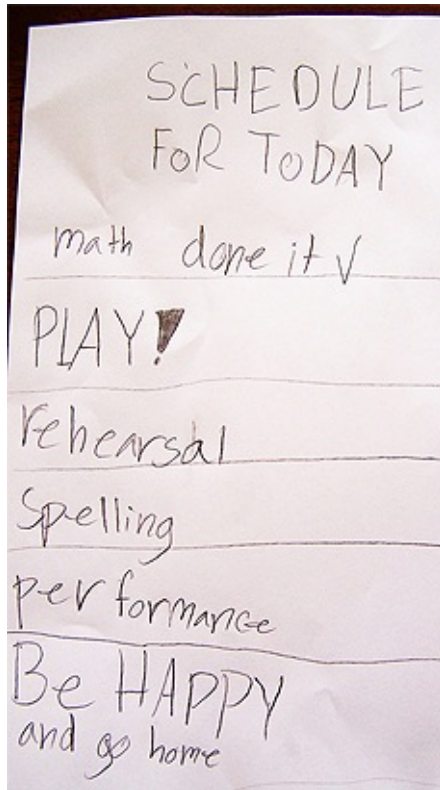 SCHEDULE
FOR TODAY
math done it ✓
PLAY!
rehearsal
Spelling
performance
Be HAPPY
and go home